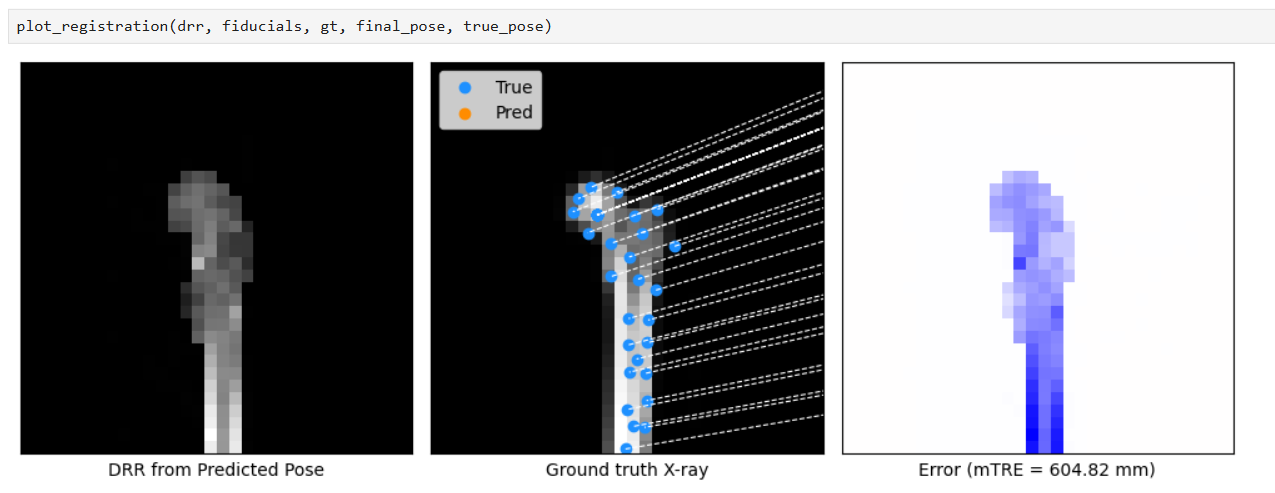 plot_registration(drr, fiducials, gt, final_pose, true_pose)
True
Pred
DRR from Predicted Pose
Ground truth X-ray
Error (mTRE = 604.82 mm)